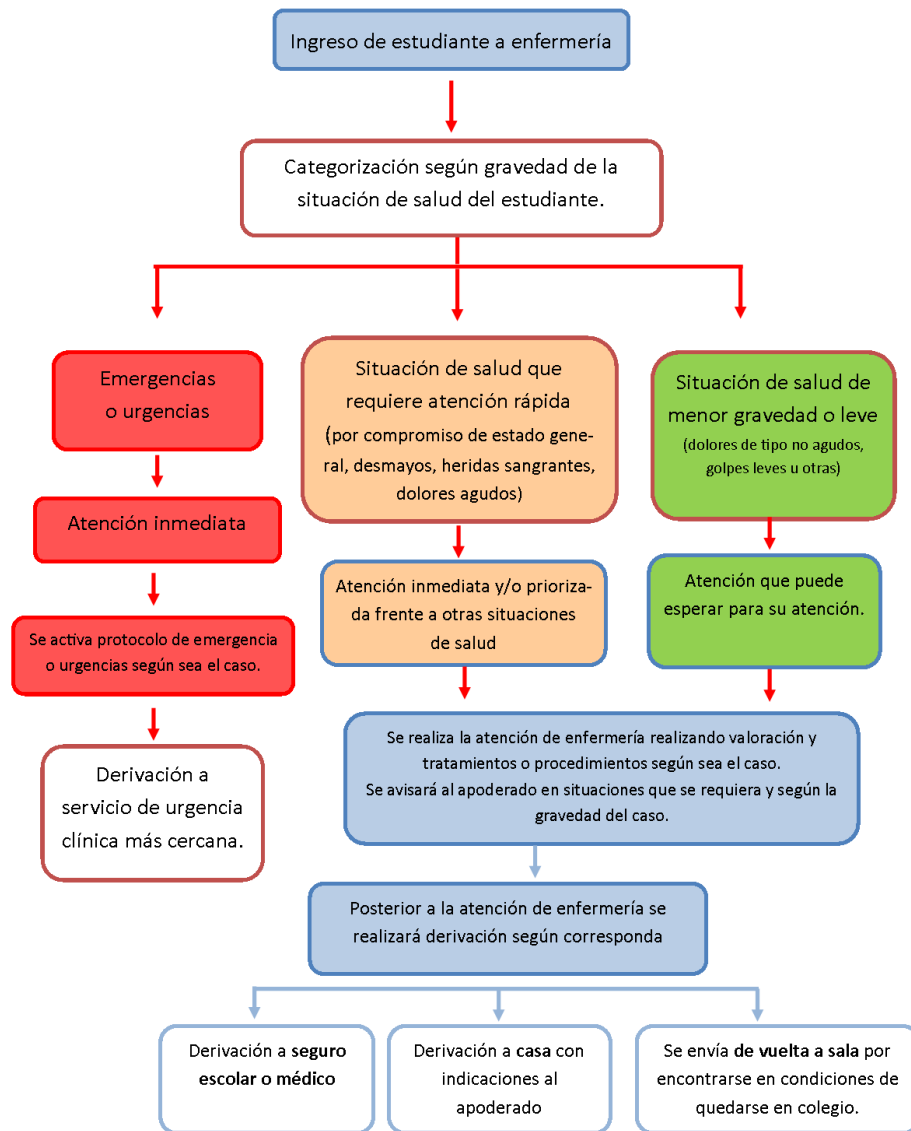 Ingreso de estudiante a enfermería
Categorización según gravedad de la
situación de salud del estudiante.
Emergencias
o urgencias
Atención inmediata
Se activa protocolo de emergencia
o urgencias según sea el caso.
Derivación a
servicio de urgencia
clínica más cercana.
Situación de salud que
requiere atención rápida
(por compromiso de estado gene-
ral, desmayos, heridas sangrantes,
dolores agudos)
Atención inmediata y/o prioriza-
da frente a otras situaciones
de salud
Situación de salud de
menor gravedad o leve
(dolores de tipo no agudos,
golpes leves u otras)
Atención que puede
esperar para su atención.
Se realiza la atención de enfermería realizando valoración y
tratamientos o procedimientos según sea el caso.
Se avisará al apoderado en situaciones que se requiera y según la
gravedad del caso.
Posterior a la atención de enfermería se
realizará derivación según corresponda
Derivación a seguro
escolar o médico
Derivación a casa con
indicaciones al
apoderado
Se envía de vuelta a sala por
encontrarse en condiciones de
quedarse en colegio.